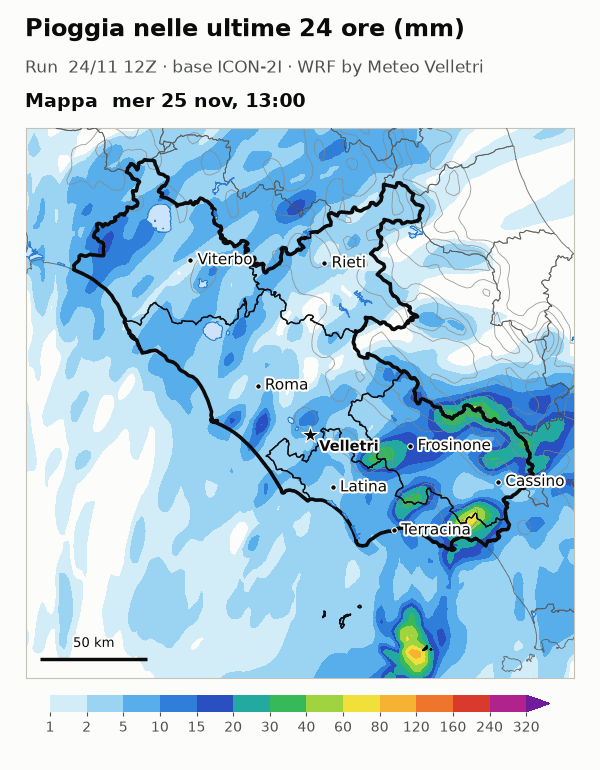 Pioggia nelle ultime 24 ore (mm)
Run  24/11 12Z · base ICON-2I · WRF by Meteo Velletri
Mappa  mer 25 nov, 13:00
Viterbo
Rieti
Roma
Velletri
Frosinone
Latina
Cassino
Terracina
50 km
1 2 5 10 15 20 30 40 60 80 120 160 240 320